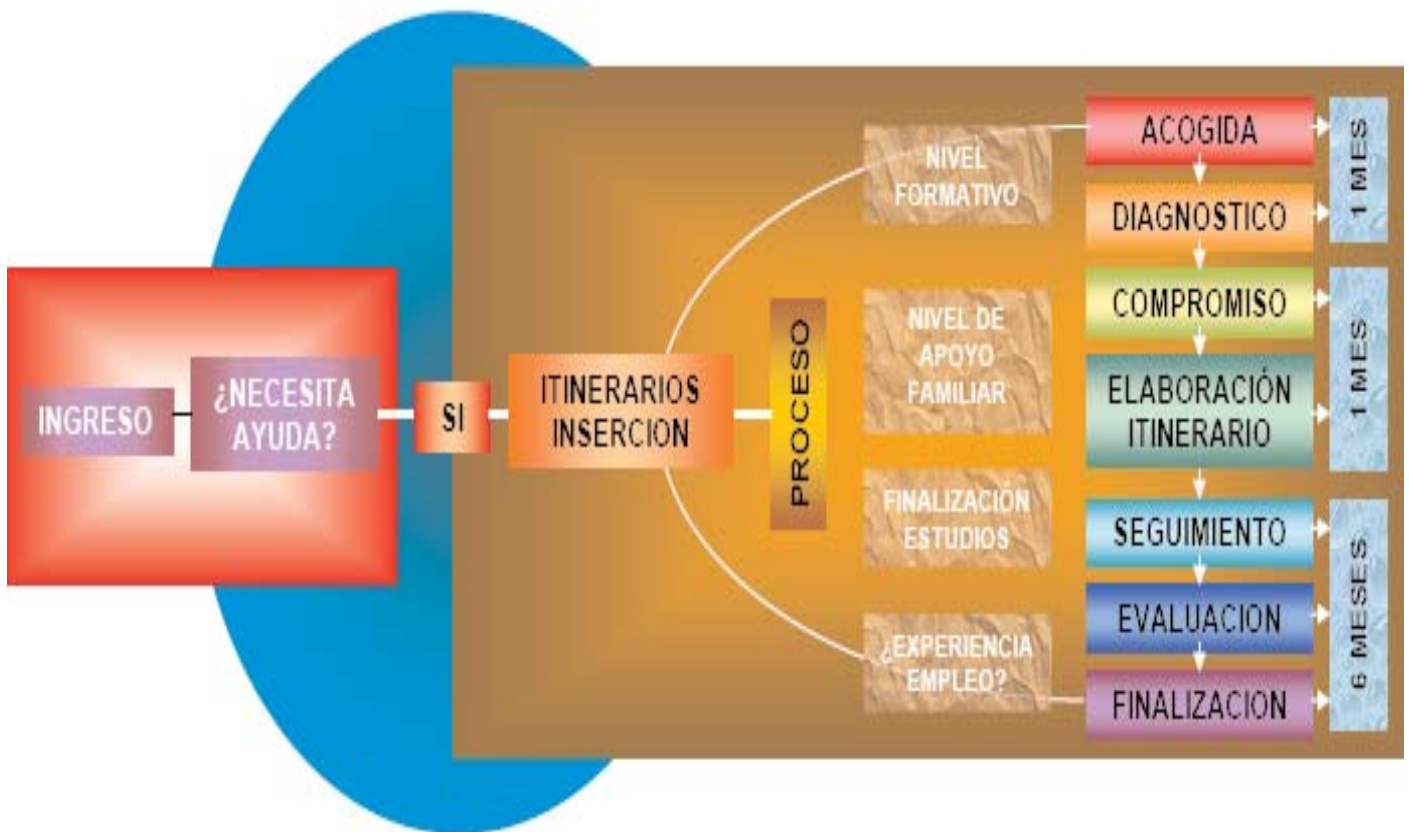 INGRESO
¿NECESITA
AYUDA?
SI
ITINERARIOS
INSERCION
PROCESO
NIVEL
FORMATIVO
NIVEL DE
APOYO
FAMILIAR
FINALIZACIÓN
ESTUDIOS
¿EXPERIENCIA
EMPLEO?
ACOGIDA
DIAGNOSTICO
COMPROMISO
ELABORACIÓN
ITINERARIO
SEGUIMIENTO
EVALUACION
FINALIZACION
1 MES
1 MES
6 MESES